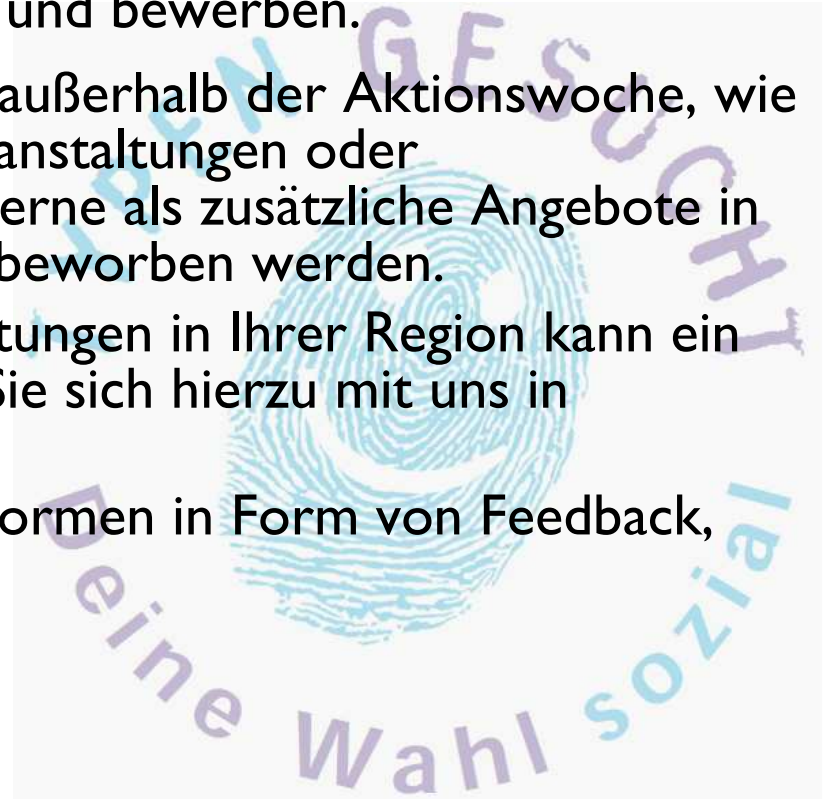 und bewerben.
außerhalb der Aktionswoche, wie
anstaltungen oder
erne als zusätzliche Angebote in
beworben werden.
tungen in Ihrer Region kann ein
Sie sich hierzu mit uns in
ormen in Form von Feedback,
TYPEN GESUCHT
Deine Wahl sozial